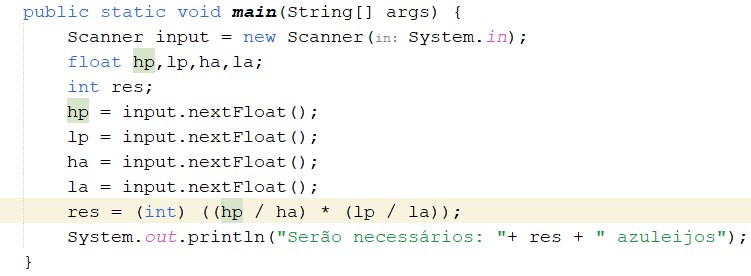 public static void main(String[] args) {
    Scanner input = new Scanner(in: System.in);
    float hp,lp,ha,la;
    int res;
    hp = input.nextFloat();
    lp = input.nextFloat();
    ha = input.nextFloat();
    la = input.nextFloat();
    res = (int) ((hp / ha) * (lp / la));
    System.out.println("Serão necessários: "+ res + " azuleijos");
}